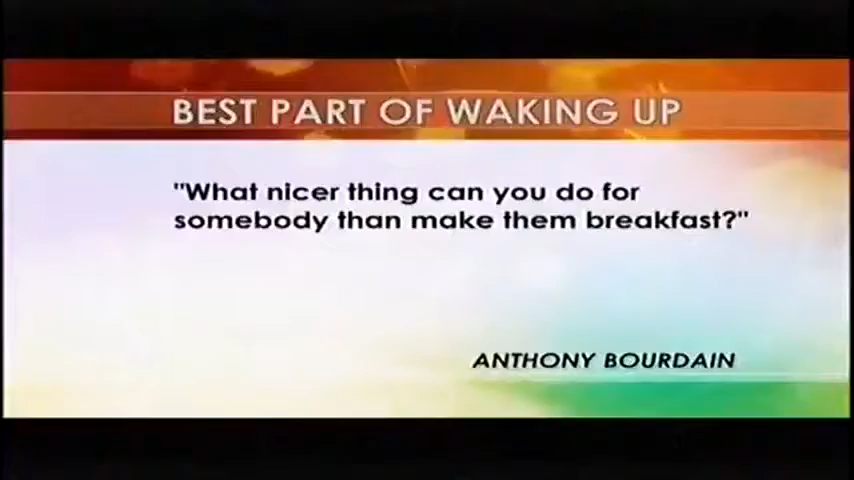 BEST PART OF WAKING UP
"What nicer thing can you do for
somebody than make them breakfast?"
ANTHONY BOURDAIN